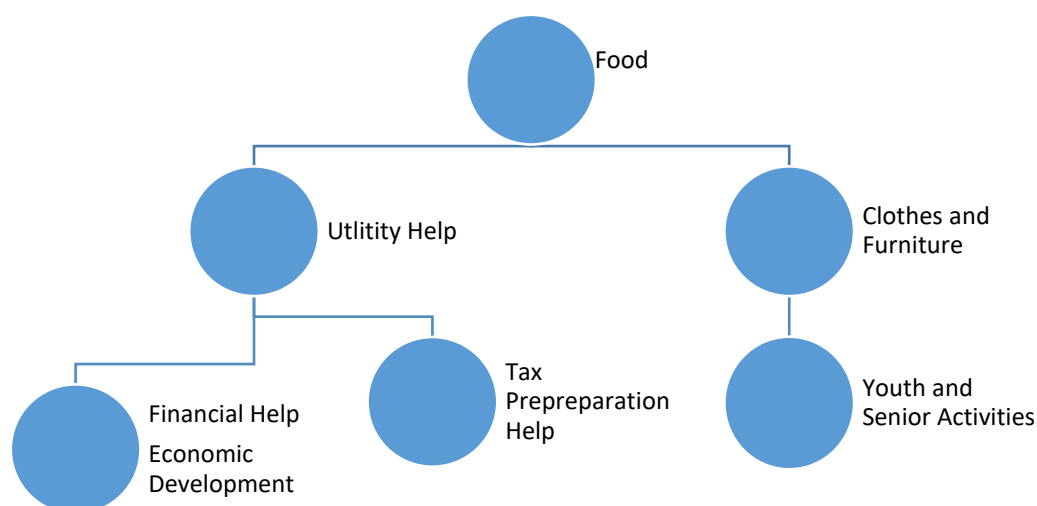 Food
Utlitity Help
Clothes and
Furniture
Financial Help
Economic
Development
Tax
Prepreparation
Help
Youth and
Senior Activities